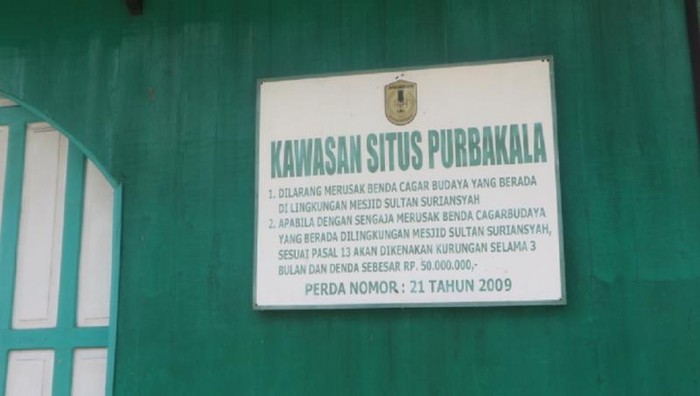 KAWASAN SITUS PURBAKALA
1. DILARANG MERUSAK BENDA CAGAR BUDAYA YANG BERADA
DI LINGKUNGAN MESJID SULTAN SURIANSYAH
2. APABILA DENGAN SENGAJA MERUSAK BENDA CAGARBUDAYA
YANG BERADA DILINGKUNGAN MESJID SULTAN SURIANSYAH,
SESUAI PASAL 13 AKAN DIKENAKAN KURUNGAN SELAMA 3
BULAN DAN DENDA SEBESAR RP. 50.000.000,-
PERDA NOMOR : 21 TAHUN 2009